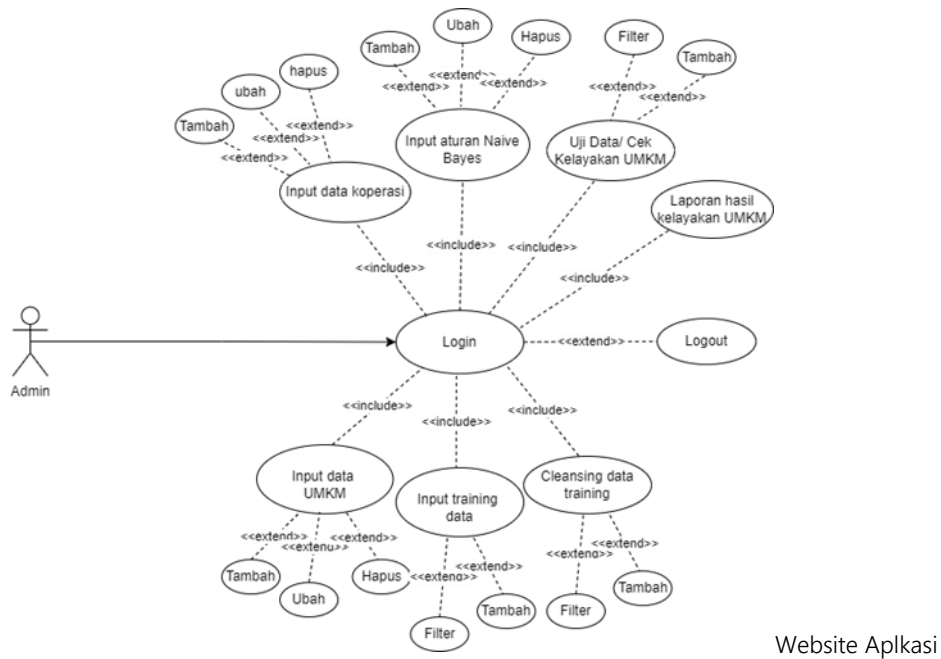 Ubah
Tambah
Hapus
Filter
Tambah
hapus
ubah
Tambah
<<extend>>
<<extend>>
<<extend>>
<<extend>>
<<extend>>
<<extend>>
<<extend>>
<<extend>>
Input aturan Naive
Bayes
Uji Data/ Cek
Kelayakan UMKM
Input data koperasi
Laporan hasil
kelayakan UMKM
<<include>>
<<include>>
<<include>>
<<include>>
Login
<<extend>>
Logout
Admin
<<include>>
<<include>>
<<include>>
Input data
UMKM
Input training
data
Cleansing data
training
<<extend>>
<<extend>>
<<extend>>
<<extend>>
<<extend>>
<<extend>>
<<extend>>
Tambah
Ubah
Hapus
Filter
Tambah
Filter
Tambah
Website Aplkasi